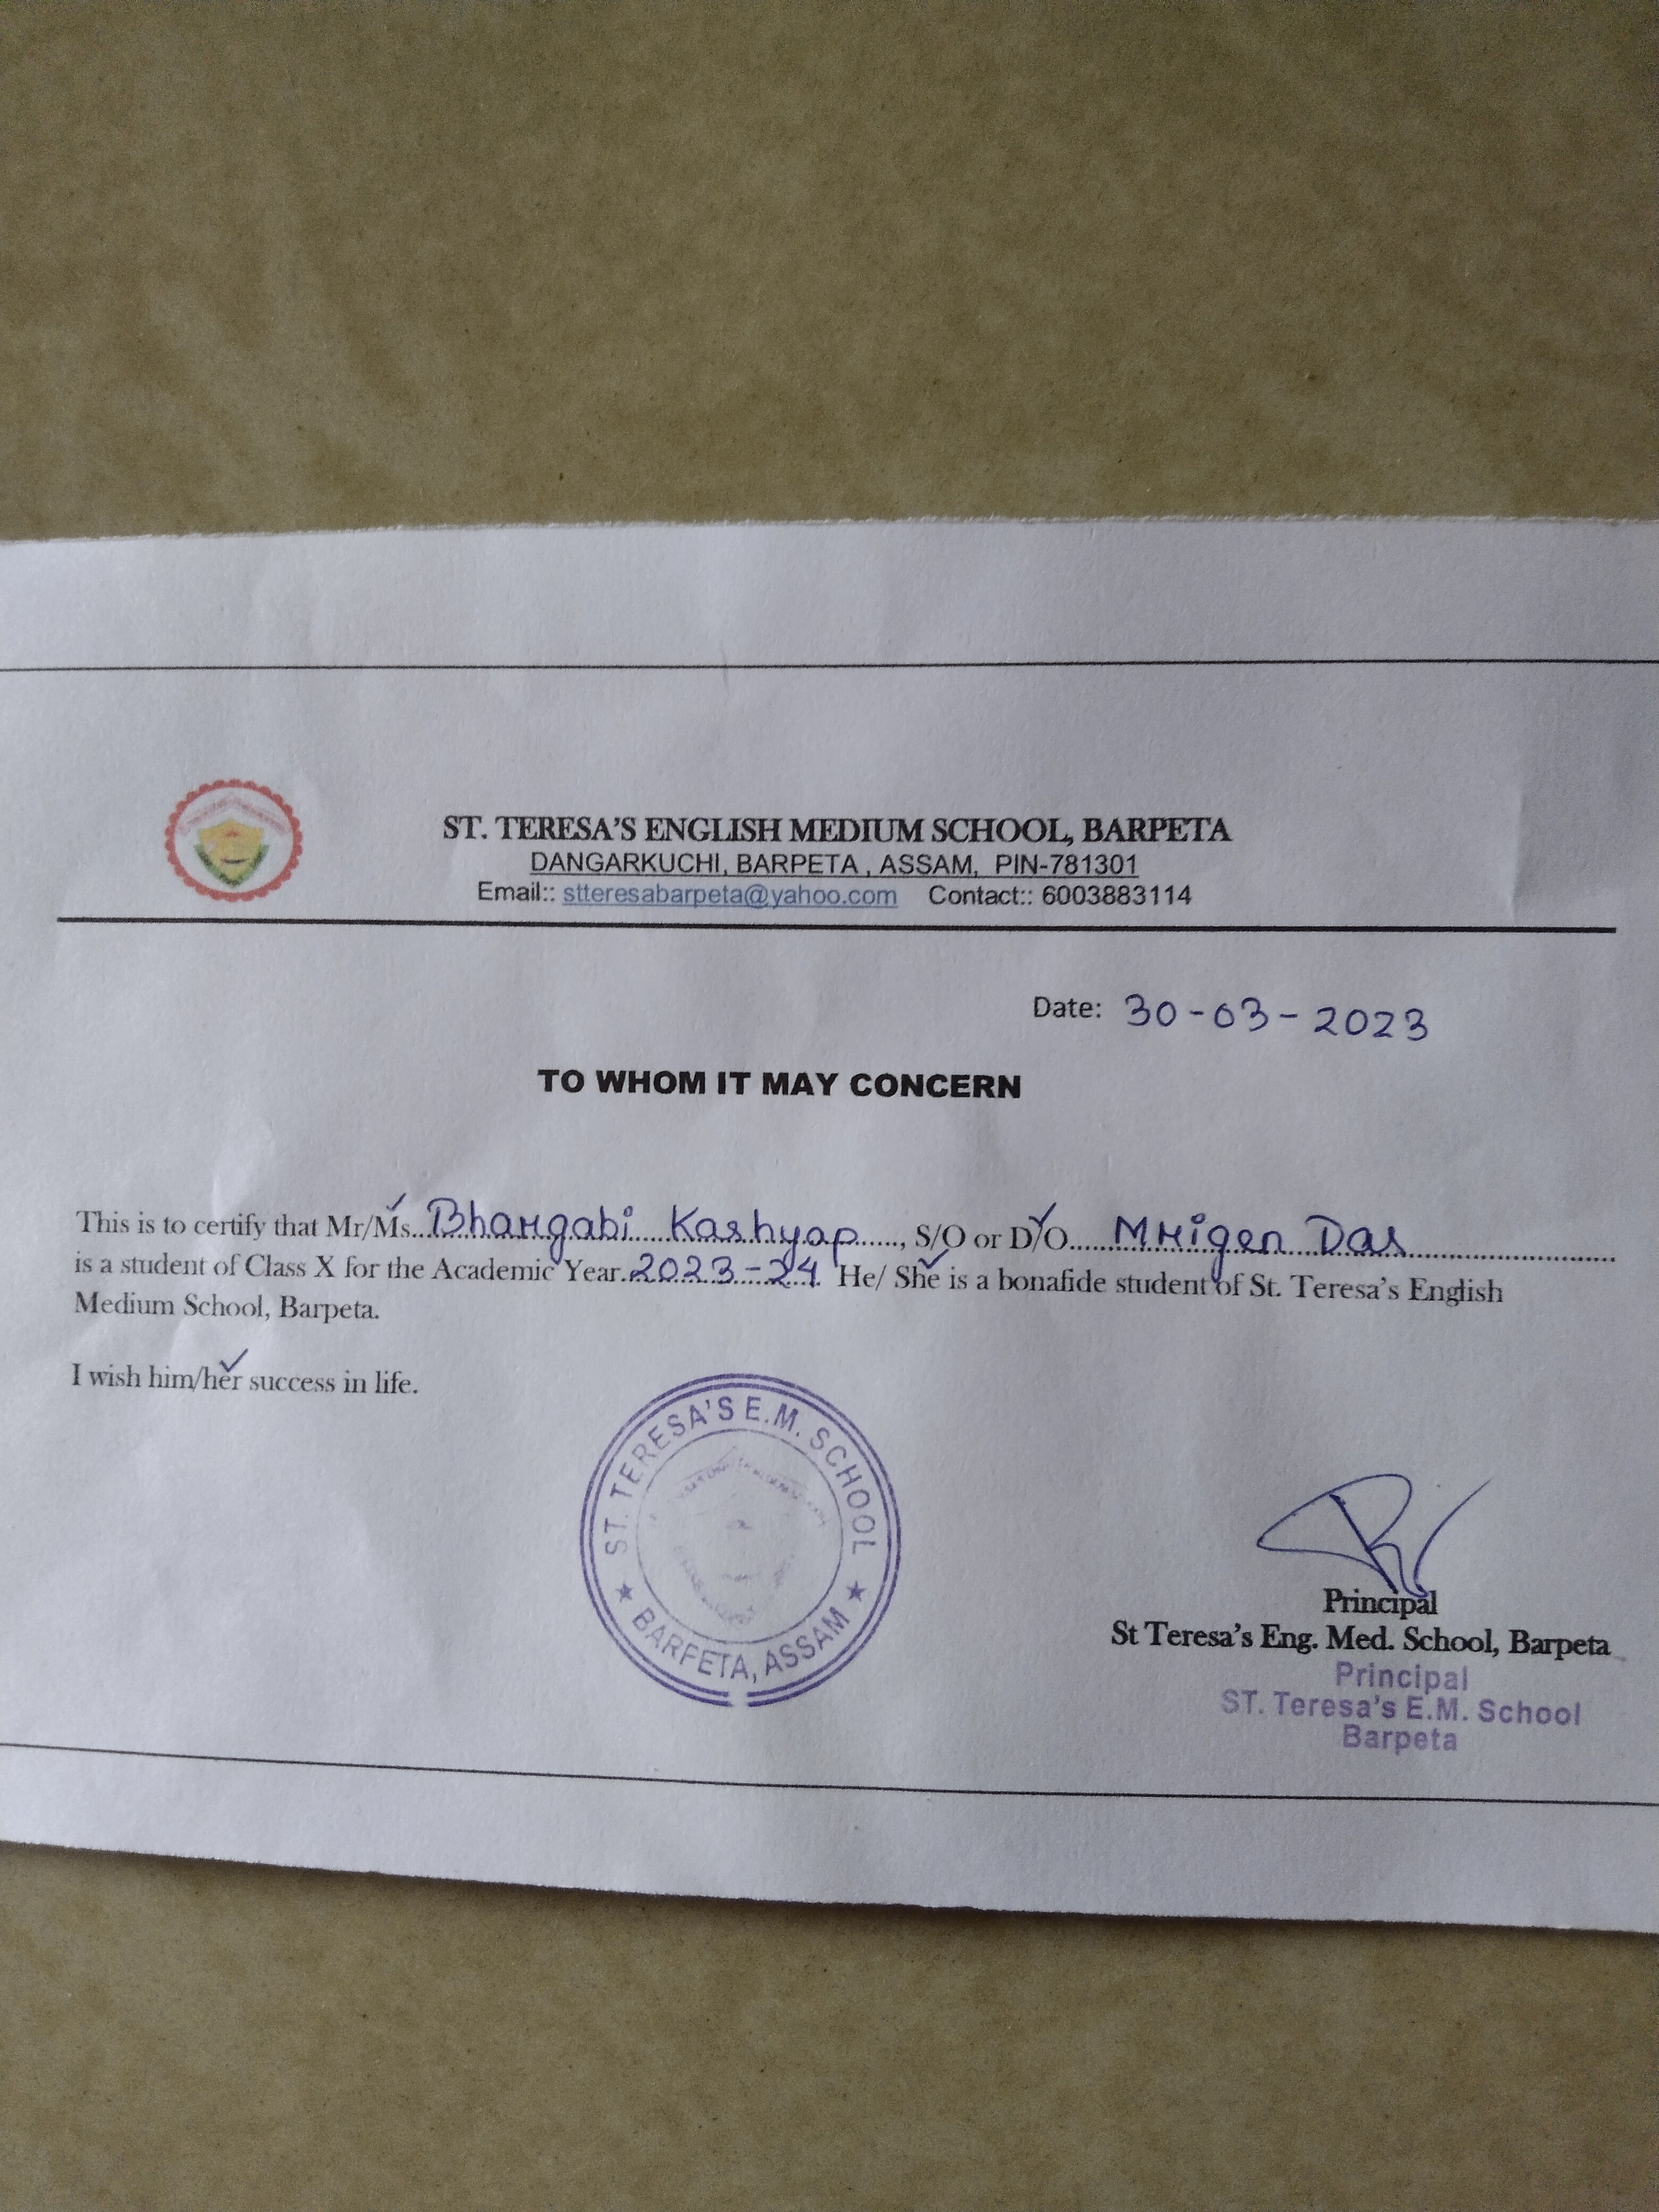 ST. TERESA'S ENGLISH MEDIUM SCHOOL, BARPETA
DANGARKUCHI, BARPETA , ASSAM, PIN-781301
Email:: stteresabarpeta@yahoo.com Contact:: 6003883114
Date: 30-03-2023
TO WHOM IT MAY CONCERN
This is to certify that Mr/Ms..Bhargabi Kashyap......, S/O or D/O......Mrigen Das..............................
is a student of Class X for the Academic Year.2023-24 He/ She is a bonafide student of St. Teresa's English
Medium School, Barpeta.
I wish him/her success in life.
ST. TERESA'S E.M. SCHOOL
★ BARPETA, ASSAM ★
Principal
St Teresa's Eng. Med. School, Barpeta
Principal
ST. Teresa's E.M. School
Barpeta